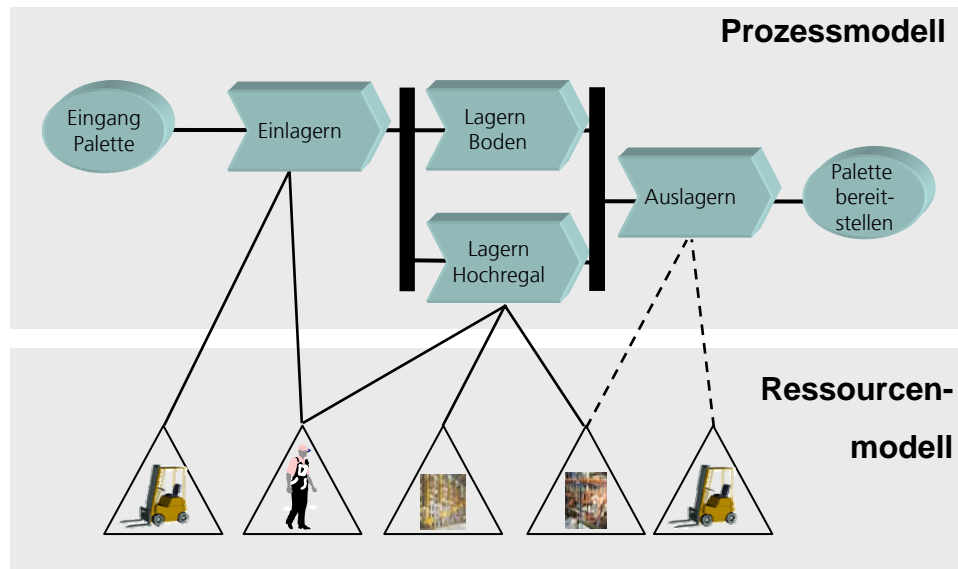 Prozessmodell
Eingang
Palette
Einlagern
Lagern
Boden
Lagern
Hochregal
Auslagern
Palette
bereit-
stellen
Ressourcen-
modell